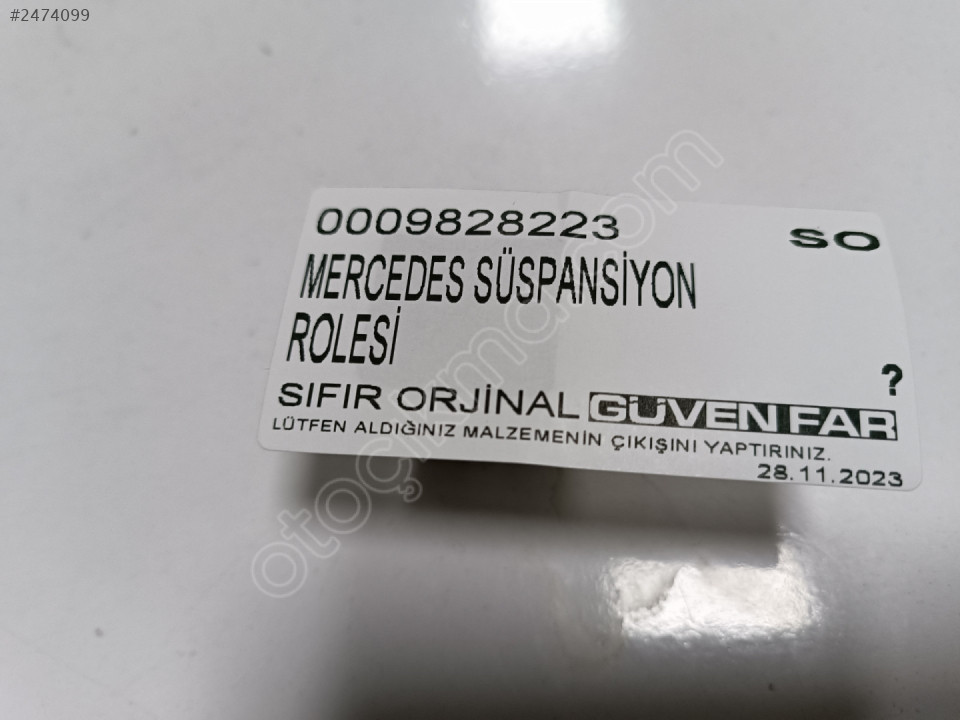 #2474099
0009828223 SO
MERCEDES SÜSPANSİYON
ROLESİ
?
SIFIR ORJİNAL GÜVEN FAR
LÜTFEN ALDIĞINIZ MALZEMENİN ÇIKIŞINI YAPTIRINIZ.
28.11.2023
otoçıkma.com